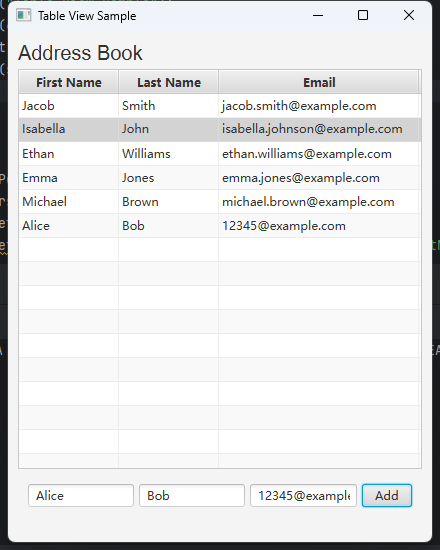 Table View Sample
Address Book
First Name Last Name Email
Jacob Smith jacob.smith@example.com
Isabella John isabella.johnson@example.com
Ethan Williams ethan.williams@example.com
Emma Jones emma.jones@example.com
Michael Brown michael.brown@example.com
Alice Bob 12345@example.com
Alice Bob 12345@example Add